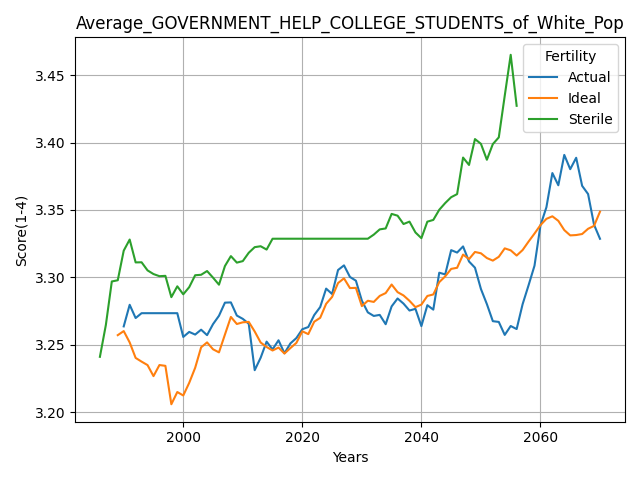 Average_GOVERNMENT_HELP_COLLEGE_STUDENTS_of_White_Pop
Fertility
Actual
Ideal
Sterile
Score(1-4)
3.45
3.40
3.35
3.30
3.25
3.20
2000 2020 2040 2060
Years